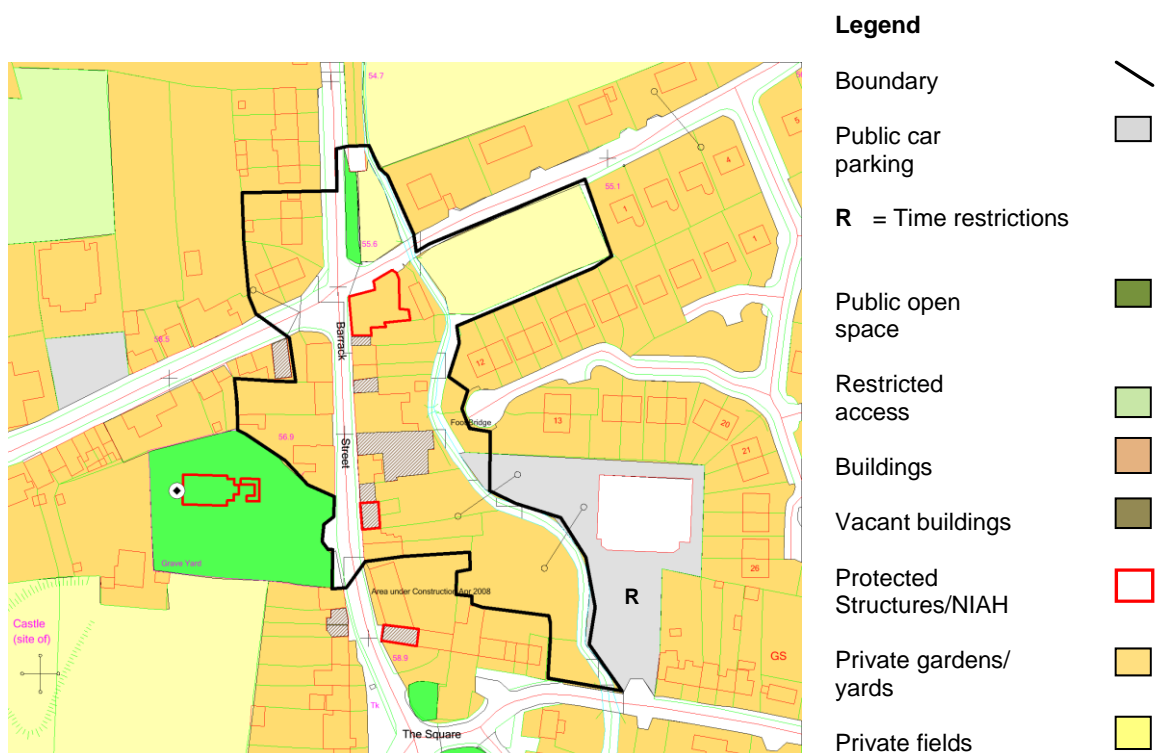 Legend
Boundary
Public car
parking
R = Time restrictions
Public open
space
Restricted
access
Buildings
Vacant buildings
Protected
Structures/NIAH
Private gardens/
yards
Private fields
54.7
5
4
55.1
1
1
55.6
Barrack
12
Foot Bridge
13
20
56.9
Street
21
Grave Yard
26
Area under Construction Apr 2008
R
Castle
(site of)
58.9
GS
Tk
The Square